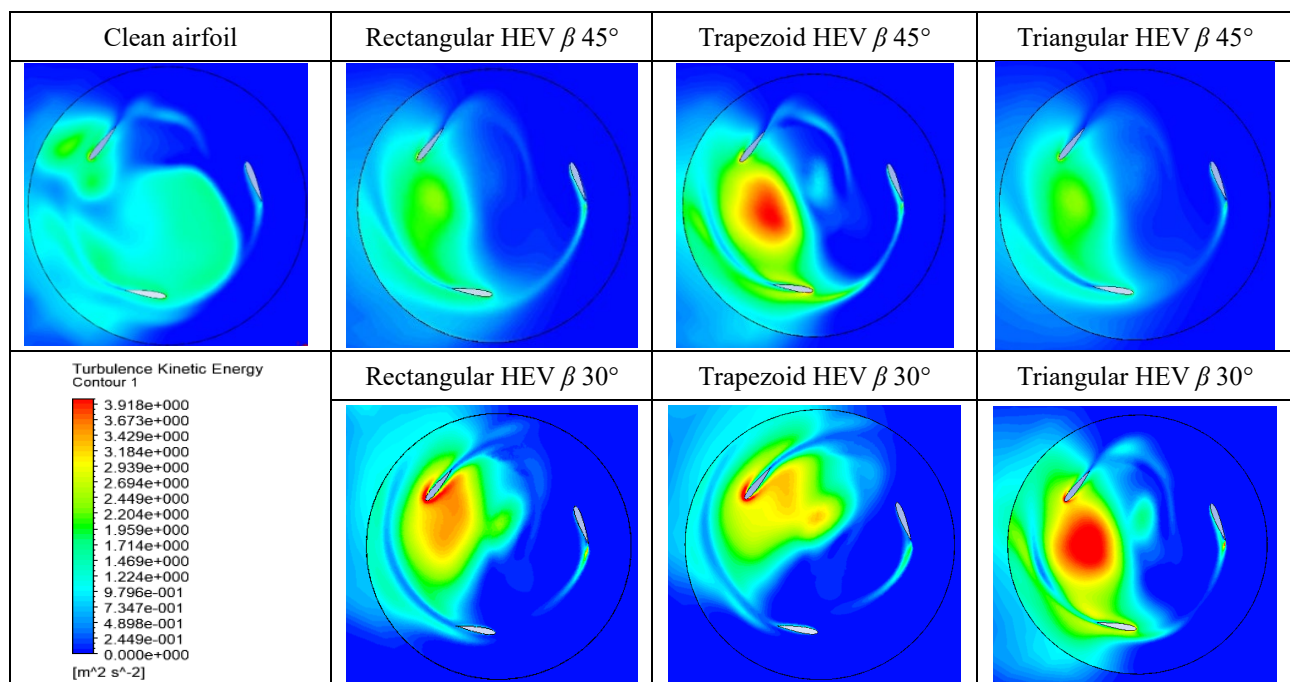 Clean airfoil
Rectangular HEV β 45°
Trapezoid HEV β 45°
Triangular HEV β 45°
Turbulence Kinetic Energy
Contour 1
3.918e+000
3.673e+000
3.429e+000
3.184e+000
2.939e+000
2.694e+000
2.449e+000
2.204e+000
1.959e+000
1.714e+000
1.469e+000
1.224e+000
9.796e-001
7.347e-001
4.898e-001
2.449e-001
0.000e+000
[m^2 s^-2]
Rectangular HEV β 30°
Trapezoid HEV β 30°
Triangular HEV β 30°